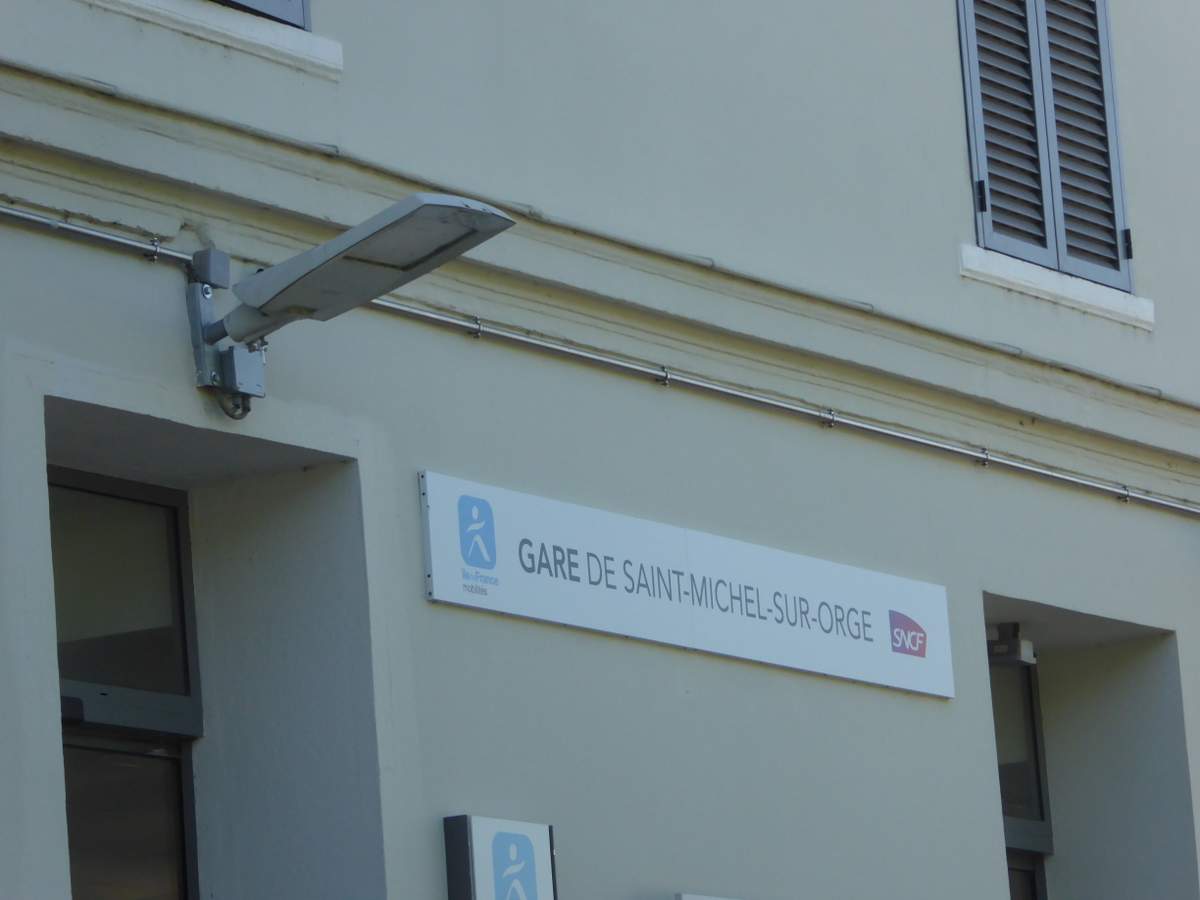 île de France
mobilités
GARE DE SAINT-MICHEL-SUR-ORGE
SNCF